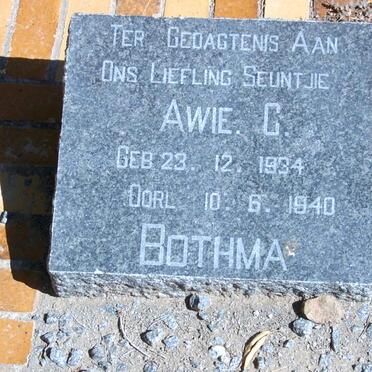 TER GEDAGTENIS AAN
ONS LIEFLING SEUNTJIE
AWIE. C.
GEB 23. 12. 1934
OORL 10. 6. 1940
BOTHMA